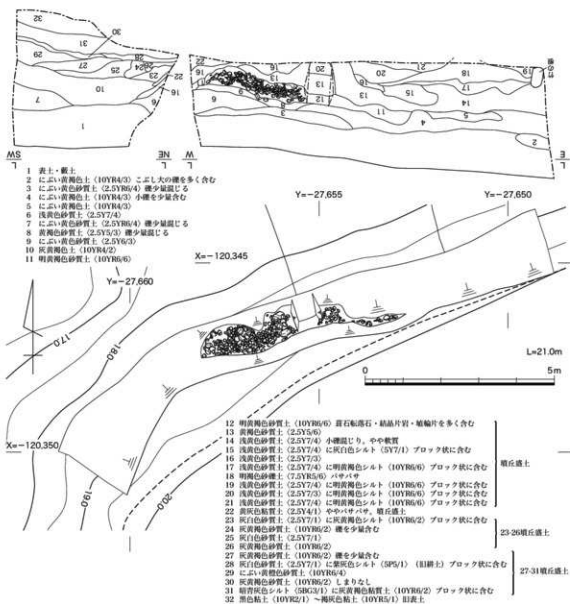 SW
NE
W
E
L
L
L
L
1 表土・敷土
2 にぶい黄褐色土（10YR4/3）こぶし大の礫を多く含む
3 にぶい黄色砂質土（2.5YR6/4）礫少量混じる
4 にぶい黄褐色土（10YR4/3）小礫を少量含む
5 にぶい黄褐色土（10YR4/3）
6 浅黄色砂質土（2.5Y7/4）
7 にぶい黄色砂質土（2.5YR6/4）礫少量混じる
8 黄褐色土（2.5Y5/3）礫少量混じる
9 にぶい黄色砂質土（2.5Y6/3）
10 灰黄褐色土（10YR4/2）
11 明黄褐色土（10YR6/6）
Y=-27,655
Y=-27,650
X=-120,345
Y=-27,660
17.0
18.0
L=21.0m
0
5m
X=-120,350
19.0
20.0
12 明黄褐色砂質土（10YR6/6）葺石転落石・結晶片岩・埴輪片を多く含む
13 黄褐色砂質土（2.5Y5/6）
14 浅黄色砂質土（2.5Y7/4）小礫混じり。やや軟質
15 浅黄色砂質土（2.5Y7/4）に灰白色シルト（5Y7/1）ブロック状に含む
16 浅黄色砂質土（2.5Y7/3）
17 浅黄色砂質土（2.5Y7/4）に明黄褐色シルト（10YR6/6）ブロック状に含む
18 明褐色砂礫土（7.5YR5/6）バサバサ
19 浅黄色砂質土（2.5Y7/4）に明黄褐色シルト（10YR6/6）ブロック状に含む
20 浅黄色砂質土（2.5Y7/3）に明黄褐色シルト（10YR6/6）ブロック状に含む
21 浅黄色砂質土（2.5Y7/4）に明黄褐色シルト（10YR6/6）ブロック状に含む
墳丘盛土
22 黄灰色粘質土（2.5Y4/1）ややバサバサ、墳丘盛土
23 灰白色砂質土（2.5Y7/1）に灰黄褐色シルト（10YR6/2）ブロック状に含む
24 灰黄褐色砂質土（10YR6/2）礫を少量含む
25 灰白色砂質土（2.5Y7/1）
26 灰黄褐色砂質土（10YR6/2）
23-26墳丘盛土
27 灰黄褐色砂質土（10YR6/2）礫を少量含む
28 灰白色砂質土（2.5Y7/1）に紫灰色シルト（5P5/1）（旧耕土）ブロック状に含む
29 にぶい黄橙色砂質土（10YR6/4）
30 灰黄褐色砂質土（10YR6/2）しまりなし
31 暗青灰色シルト（5BG3/1）に灰黄褐色粘質土（10YR6/2）ブロック状に含む
27-31墳丘盛土
32 黒色粘土（10YR2/1）～褐灰色粘土（10YR5/1）旧表土